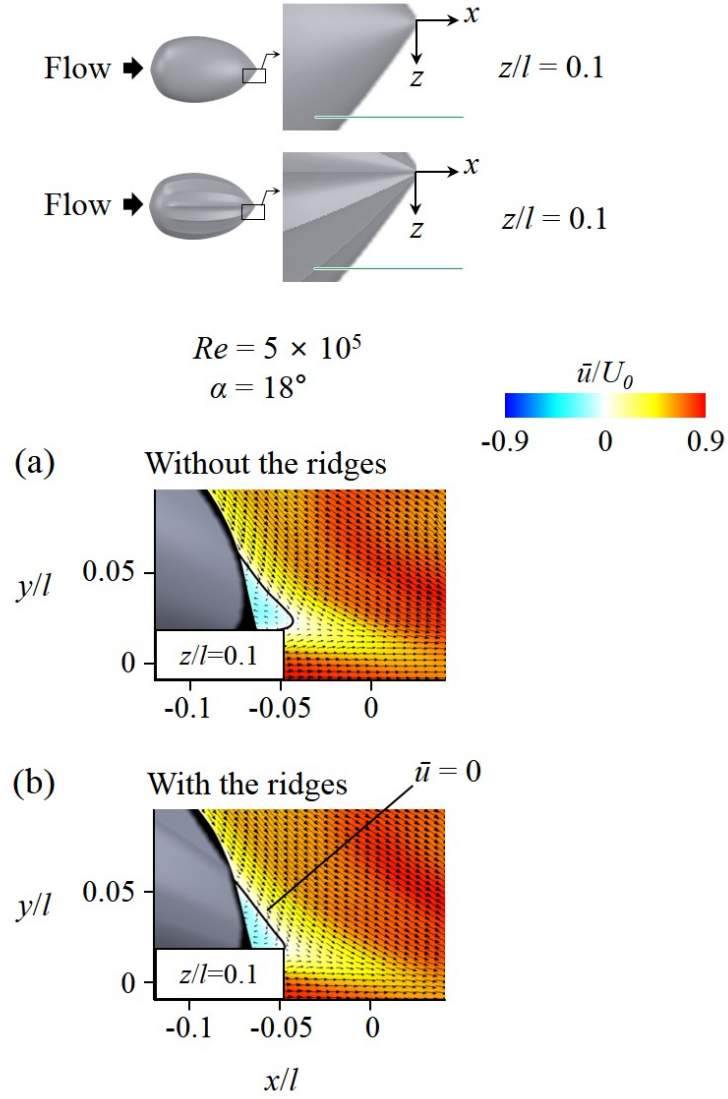 x
Flow
z
z/l = 0.1
x
Flow
z
z/l = 0.1
Re = 5 × 10⁵
α = 18°
ū/U₀
-0.9 0 0.9
(a) Without the ridges
y/l
0.05
0
z/l=0.1
-0.1 -0.05 0
(b) With the ridges
ū = 0
y/l
0.05
0
z/l=0.1
-0.1 -0.05 0
x/l